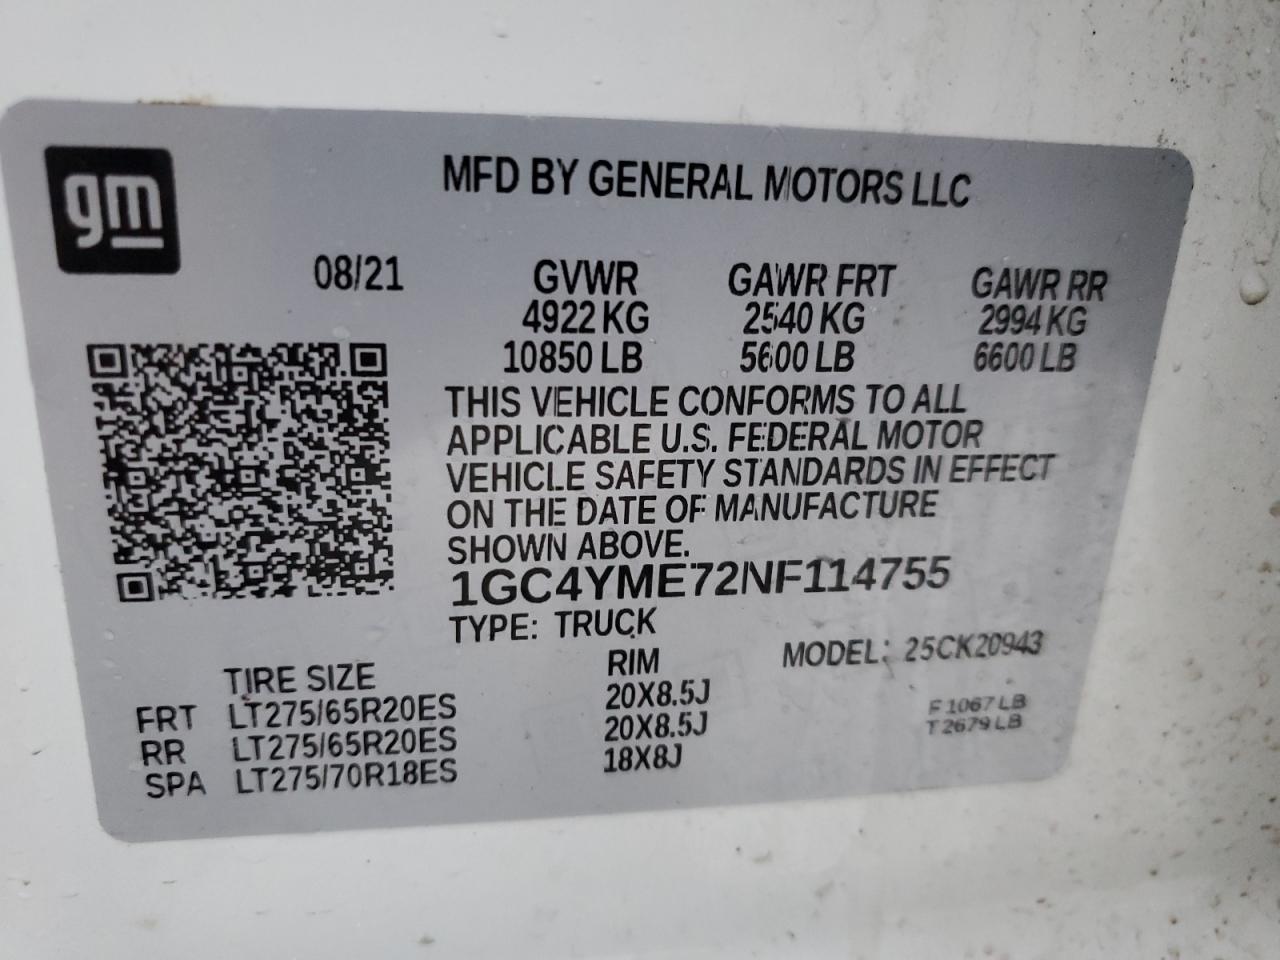 gm
MFD BY GENERAL MOTORS LLC
08/21 GVWR GAWR FRT GAWR RR
4922 KG 2540 KG 2994 KG
10850 LB 5600 LB 6600 LB
THIS VEHICLE CONFORMS TO ALL
APPLICABLE U.S. FEDERAL MOTOR
VEHICLE SAFETY STANDARDS IN EFFECT
ON THE DATE OF MANUFACTURE
SHOWN ABOVE.
1GC4YME72NF114755
TYPE: TRUCK
MODEL: 25CK20943
TIRE SIZE RIM
FRT LT275/65R20ES 20X8.5J
RR LT275/65R20ES 20X8.5J
SPA LT275/70R18ES 18X8J
F 1067 LB
T 2679 LB